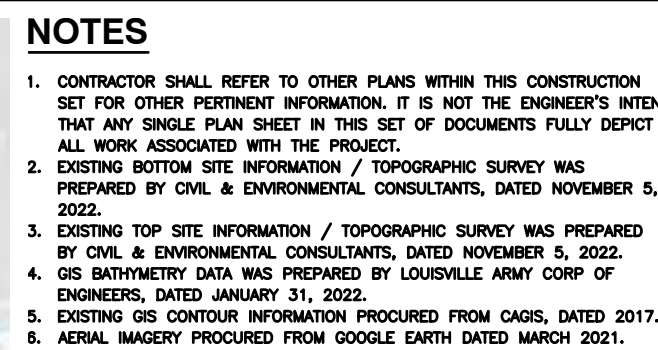 NOTES
1. CONTRACTOR SHALL REFER TO OTHER PLANS WITHIN THIS CONSTRUCTION
SET FOR OTHER PERTINENT INFORMATION. IT IS NOT THE ENGINEER'S INTEN
THAT ANY SINGLE PLAN SHEET IN THIS SET OF DOCUMENTS FULLY DEPICT
ALL WORK ASSOCIATED WITH THE PROJECT.
2. EXISTING BOTTOM SITE INFORMATION / TOPOGRAPHIC SURVEY WAS
PREPARED BY CIVIL & ENVIRONMENTAL CONSULTANTS, DATED NOVEMBER 5,
2022.
3. EXISTING TOP SITE INFORMATION / TOPOGRAPHIC SURVEY WAS PREPARED
BY CIVIL & ENVIRONMENTAL CONSULTANTS, DATED NOVEMBER 5, 2022.
4. GIS BATHYMETRY DATA WAS PREPARED BY LOUISVILLE ARMY CORP OF
ENGINEERS, DATED JANUARY 31, 2022.
5. EXISTING GIS CONTOUR INFORMATION PROCURED FROM CAGIS, DATED 2017.
6. AERIAL IMAGERY PROCURED FROM GOOGLE EARTH DATED MARCH 2021.